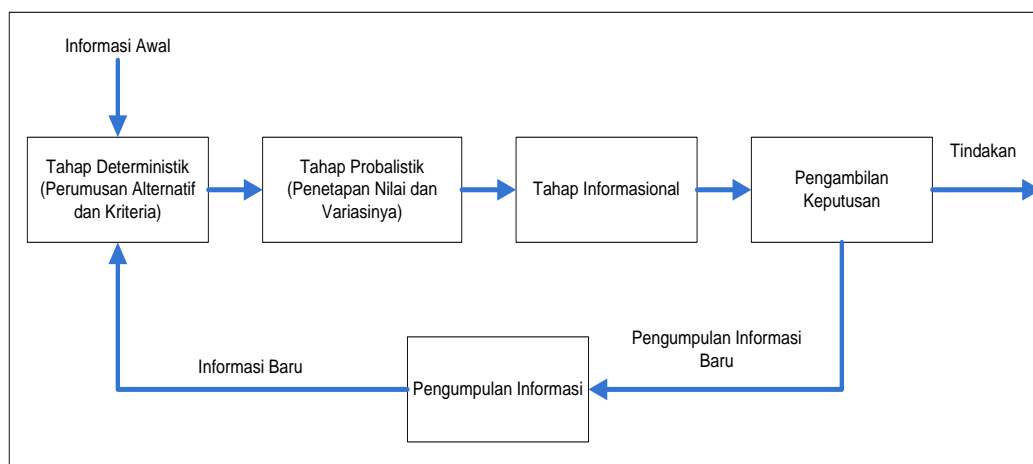 Informasi Awal
Tahap Deterministik
(Perumusan Alternatif
dan Kriteria)
Tahap Probalistik
(Penetapan Nilai dan
Variasinya)
Tahap Informasional
Pengambilan
Keputusan
Tindakan
Pengumpulan Informasi
Baru
Pengumpulan Informasi
Informasi Baru